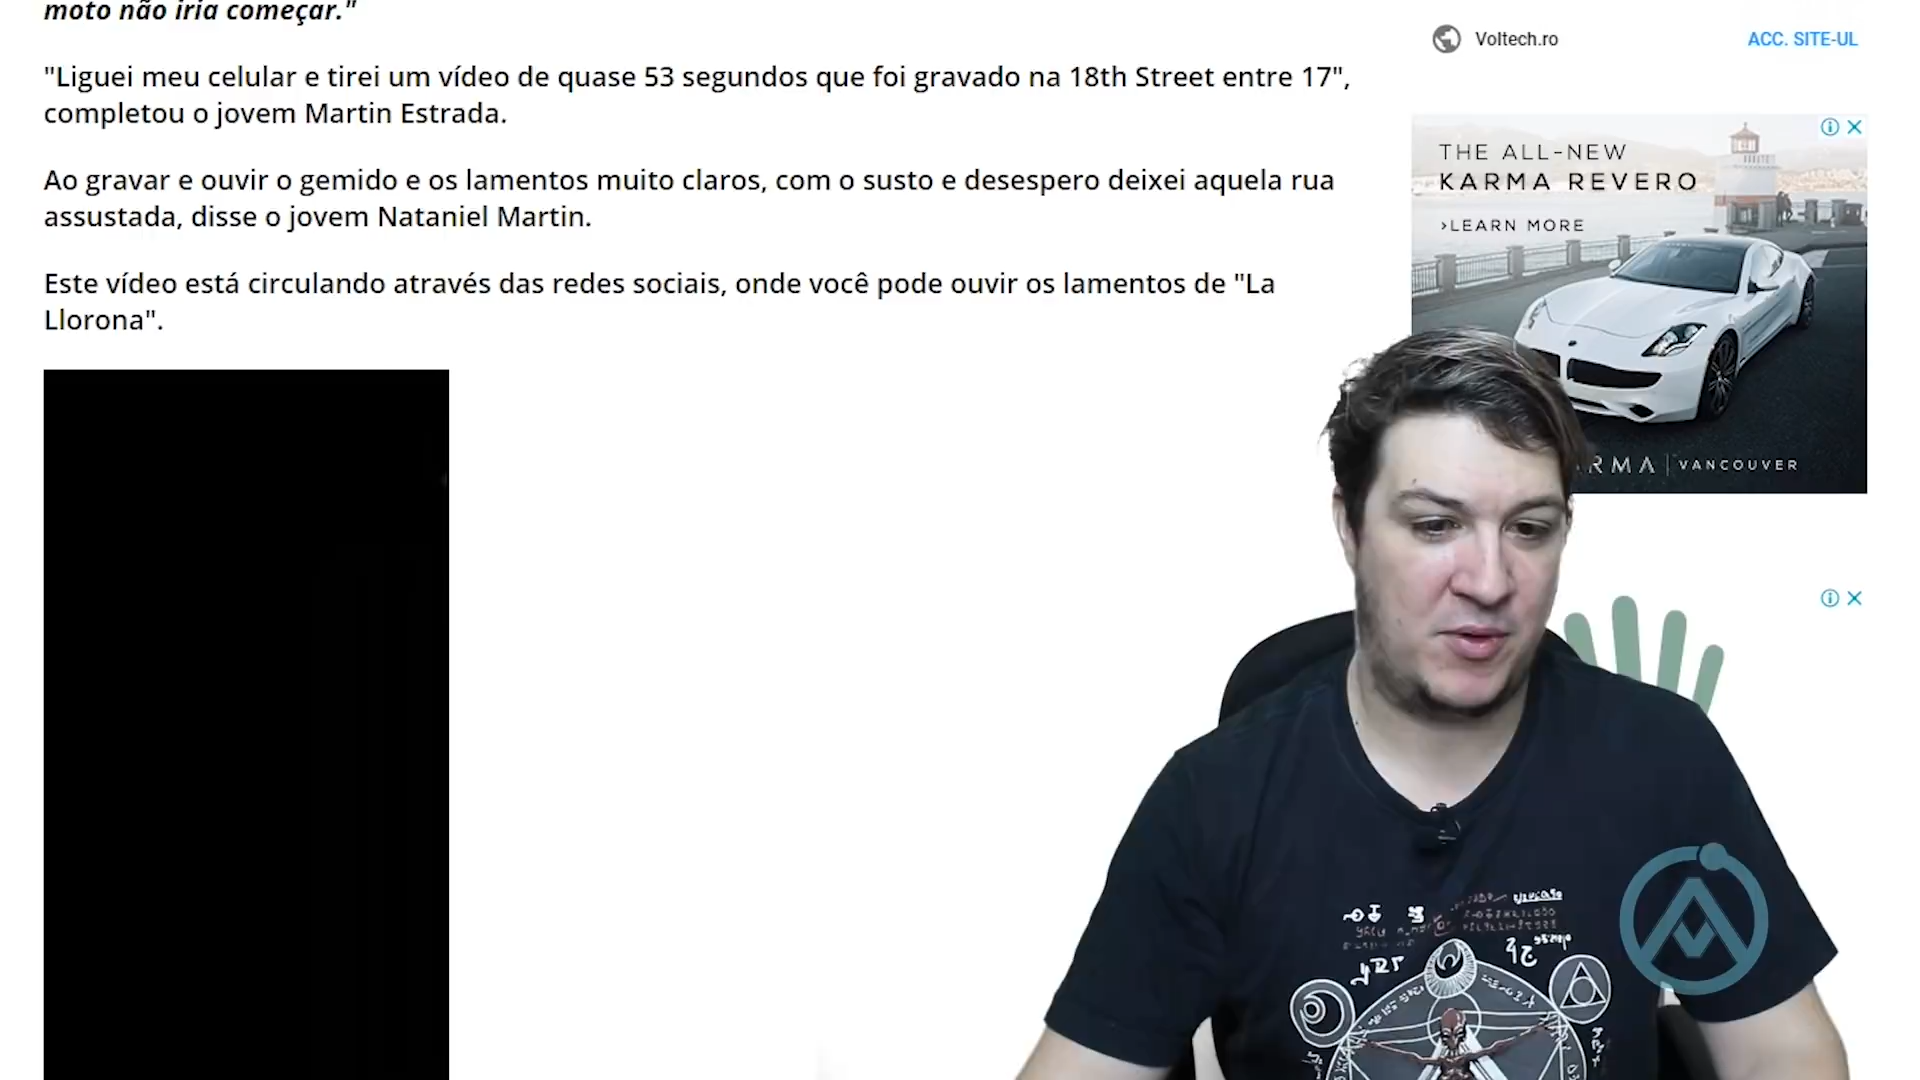 moto não iria começar."
"Liguei meu celular e tirei um vídeo de quase 53 segundos que foi gravado na 18th Street entre 17",
completou o jovem Martin Estrada.
Ao gravar e ouvir o gemido e os lamentos muito claros, com o susto e desespero deixei aquela rua
assustada, disse o jovem Nataniel Martin.
Este vídeo está circulando através das redes sociais, onde você pode ouvir os lamentos de "La
Llorona".
Voltech.ro
ACC. SITE-UL
THE ALL-NEW
KARMA REVERO
›LEARN MORE
RMA | VANCOUVER